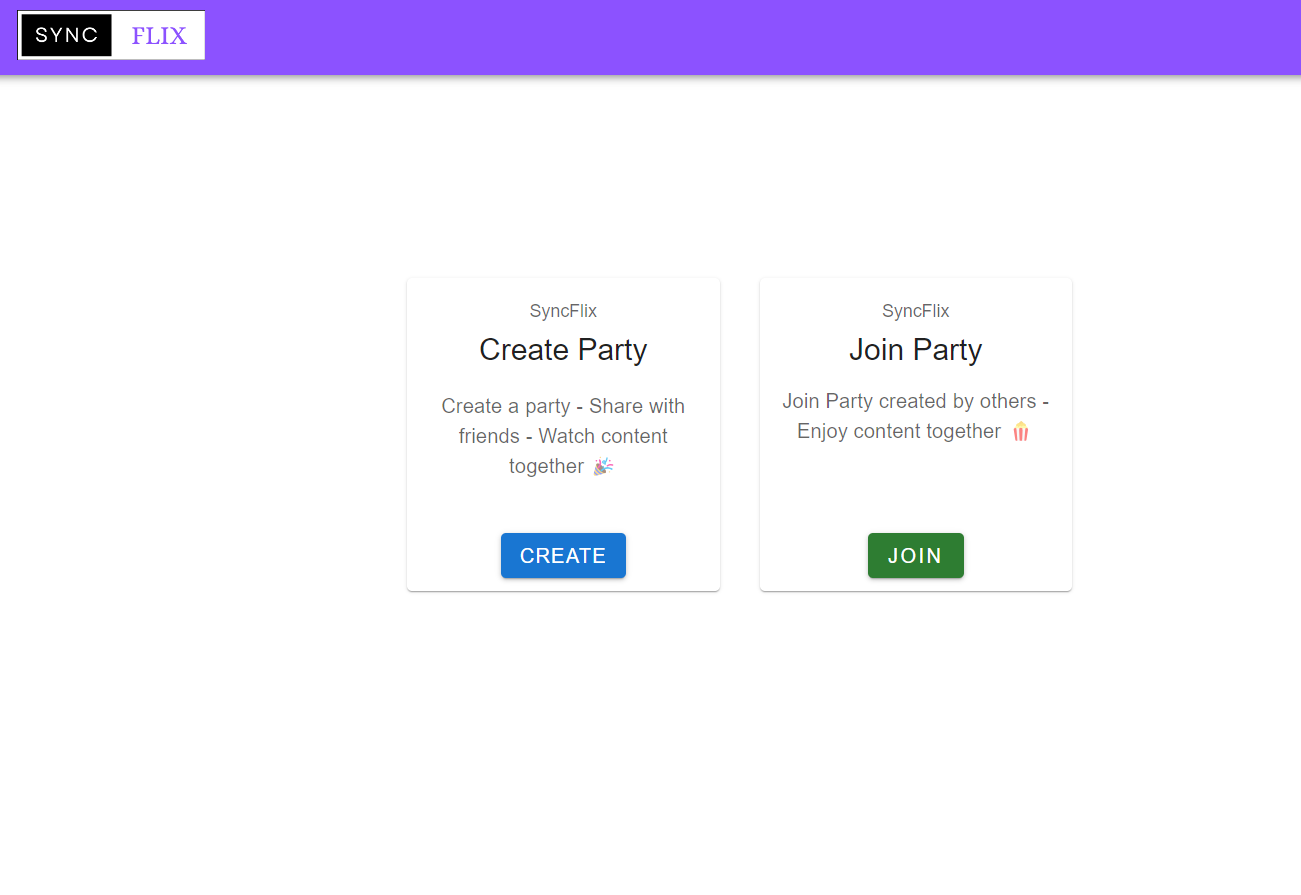 SYNC FLIX
SyncFlix
Create Party
Create a party - Share with
friends - Watch content
together 🎉
CREATE
SyncFlix
Join Party
Join Party created by others -
Enjoy content together 🍿
JOIN